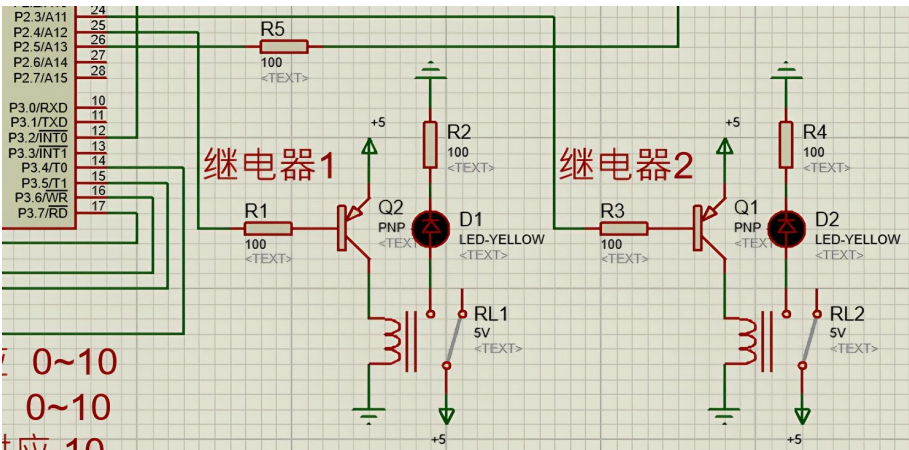 24
P2.3/A11
25
P2.4/A12
26
P2.5/A13
27
P2.6/A14
28
P2.7/A15
10
P3.0/RXD
11
P3.1/TXD
12
P3.2/INT0
13
P3.3/INT1
14
P3.4/T0
15
P3.5/T1
16
P3.6/WR
17
P3.7/RD
R5
100
<TEXT>
+5
R2
100
<TEXT>
继电器1
R1
100
<TEXT>
Q2
PNP
<TEXT
D1
LED-YELLOW
<TEXT>
RL1
5V
<TEXT>
+5
+5
R4
100
<TEXT>
继电器2
R3
100
<TEXT>
Q1
PNP
<TEXT
D2
LED-YELLOW
<TEXT>
RL2
5V
<TEXT>
+5
0~10
0~10
应 10